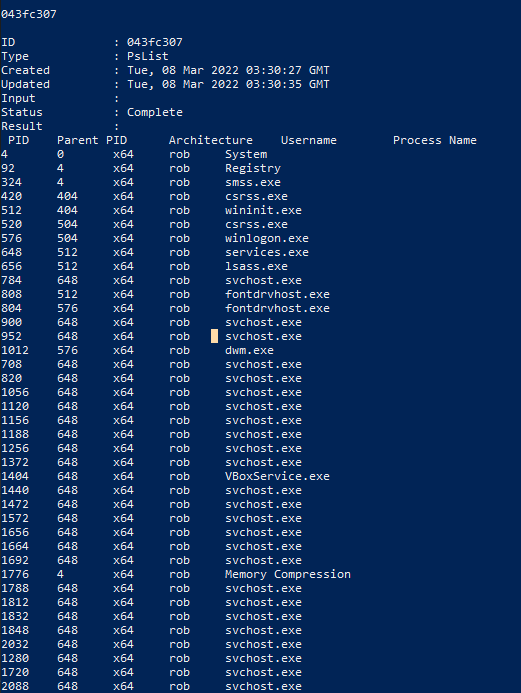 043fc307
ID : 043fc307
Type : PsList
Created : Tue, 08 Mar 2022 03:30:27 GMT
Updated : Tue, 08 Mar 2022 03:30:35 GMT
Input :
Status : Complete
Result :
PID Parent PID Architecture Username Process Name
4 0 x64 rob System
92 4 x64 rob Registry
324 4 x64 rob smss.exe
420 404 x64 rob csrss.exe
512 404 x64 rob wininit.exe
520 504 x64 rob csrss.exe
576 504 x64 rob winlogon.exe
648 512 x64 rob services.exe
656 512 x64 rob lsass.exe
784 648 x64 rob svchost.exe
808 512 x64 rob fontdrvhost.exe
804 576 x64 rob fontdrvhost.exe
900 648 x64 rob svchost.exe
952 648 x64 rob svchost.exe
1012 576 x64 rob dwm.exe
708 648 x64 rob svchost.exe
820 648 x64 rob svchost.exe
1056 648 x64 rob svchost.exe
1120 648 x64 rob svchost.exe
1156 648 x64 rob svchost.exe
1188 648 x64 rob svchost.exe
1256 648 x64 rob svchost.exe
1372 648 x64 rob svchost.exe
1404 648 x64 rob VBoxService.exe
1440 648 x64 rob svchost.exe
1472 648 x64 rob svchost.exe
1572 648 x64 rob svchost.exe
1656 648 x64 rob svchost.exe
1664 648 x64 rob svchost.exe
1692 648 x64 rob svchost.exe
1776 4 x64 rob Memory Compression
1788 648 x64 rob svchost.exe
1812 648 x64 rob svchost.exe
1832 648 x64 rob svchost.exe
1848 648 x64 rob svchost.exe
2032 648 x64 rob svchost.exe
1280 648 x64 rob svchost.exe
1720 648 x64 rob svchost.exe
2088 648 x64 rob svchost.exe